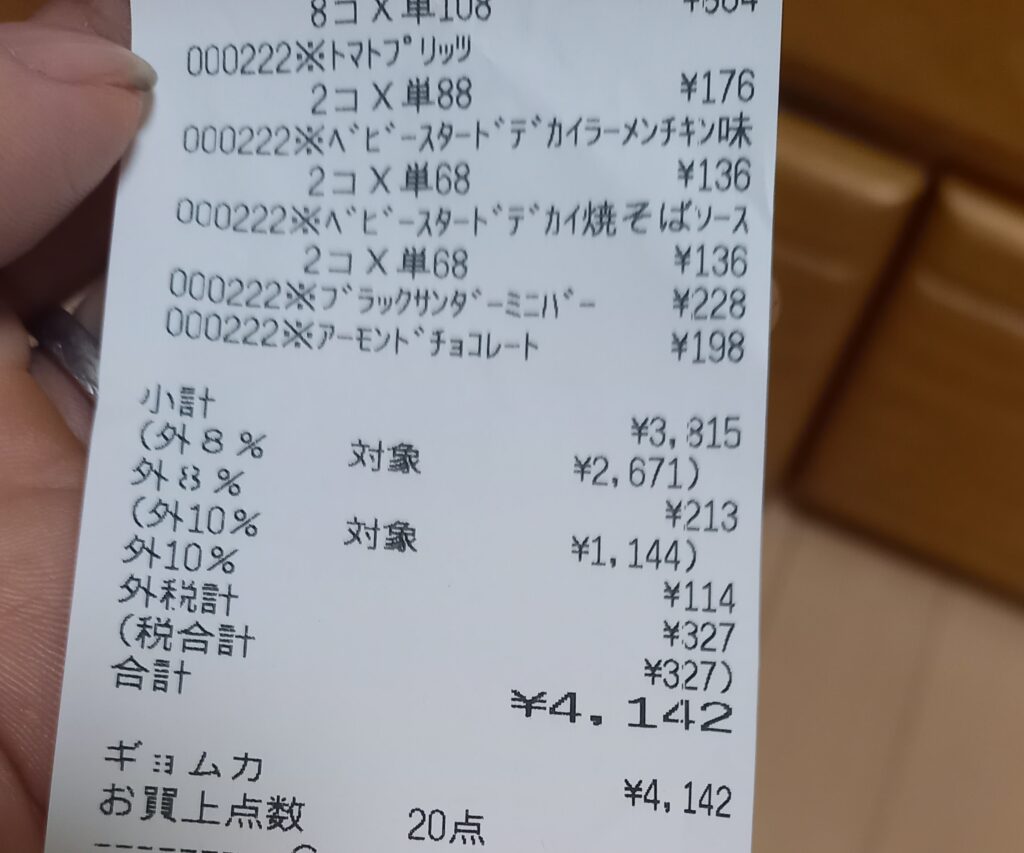 8コ X 単108
000222※ﾄﾏﾄﾌﾟﾘｯﾂ
2コ X 単88 ¥176
000222※ﾍﾞﾋﾞｰｽﾀｰﾄﾞﾃﾞｶｲﾗｰﾒﾝﾁｷﾝ味
2コ X 単68 ¥136
000222※ﾍﾞﾋﾞｰｽﾀｰﾄﾞﾃﾞｶｲ焼そばｿｰｽ
2コ X 単68 ¥136
000222※ﾌﾞﾗｯｸｻﾝﾀﾞｰﾐﾆﾊﾞｰ ¥228
000222※ｱｰﾓﾝﾄﾞﾁｮｺﾚｰﾄ ¥198
小計 ¥3,815
(外 8% 対象 ¥2,671)
外 8% ¥213
(外10% 対象 ¥1,144)
外10% ¥114
外税計 ¥327
(税合計 ¥327)
合計 ¥4,142
ギョムカ ¥4,142
お買上点数 20点